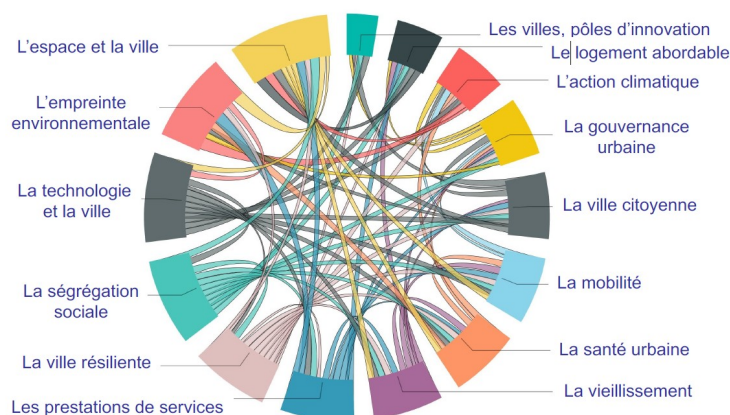 L'espace et la ville
L'empreinte
environnementale
La technologie
et la ville
La ségrégation
sociale
La ville résiliente
Les prestations de services
Les villes, pôles d'innovation
Le logement abordable
L'action climatique
La gouvernance
urbaine
La ville citoyenne
La mobilité
La santé urbaine
La vieillissement